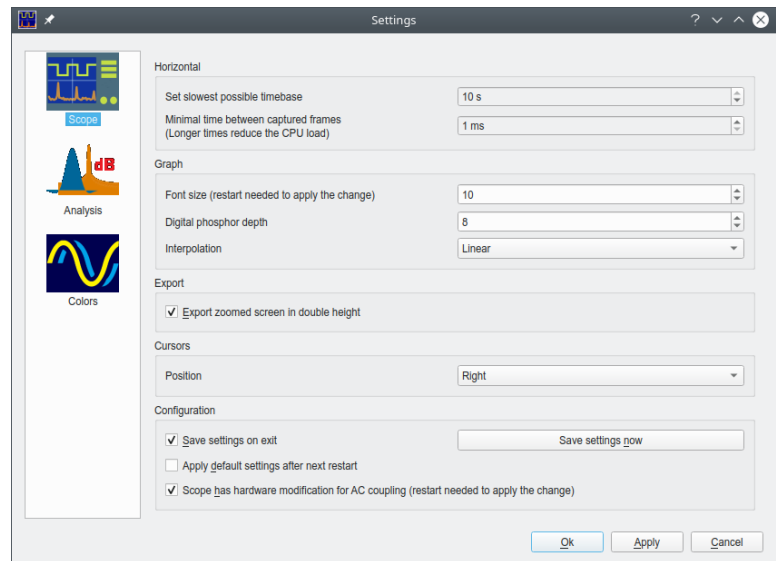 Settings
Scope
dB
Analysis
Colors
Horizontal
Set slowest possible timebase
10 s
Minimal time between captured frames
(Longer times reduce the CPU load)
1 ms
Graph
Font size (restart needed to apply the change)
10
Digital phosphor depth
8
Interpolation
Linear
Export
Export zoomed screen in double height
Cursors
Position
Right
Configuration
Save settings on exit
Save settings now
Apply default settings after next restart
Scope has hardware modification for AC coupling (restart needed to apply the change)
Ok
Apply
Cancel